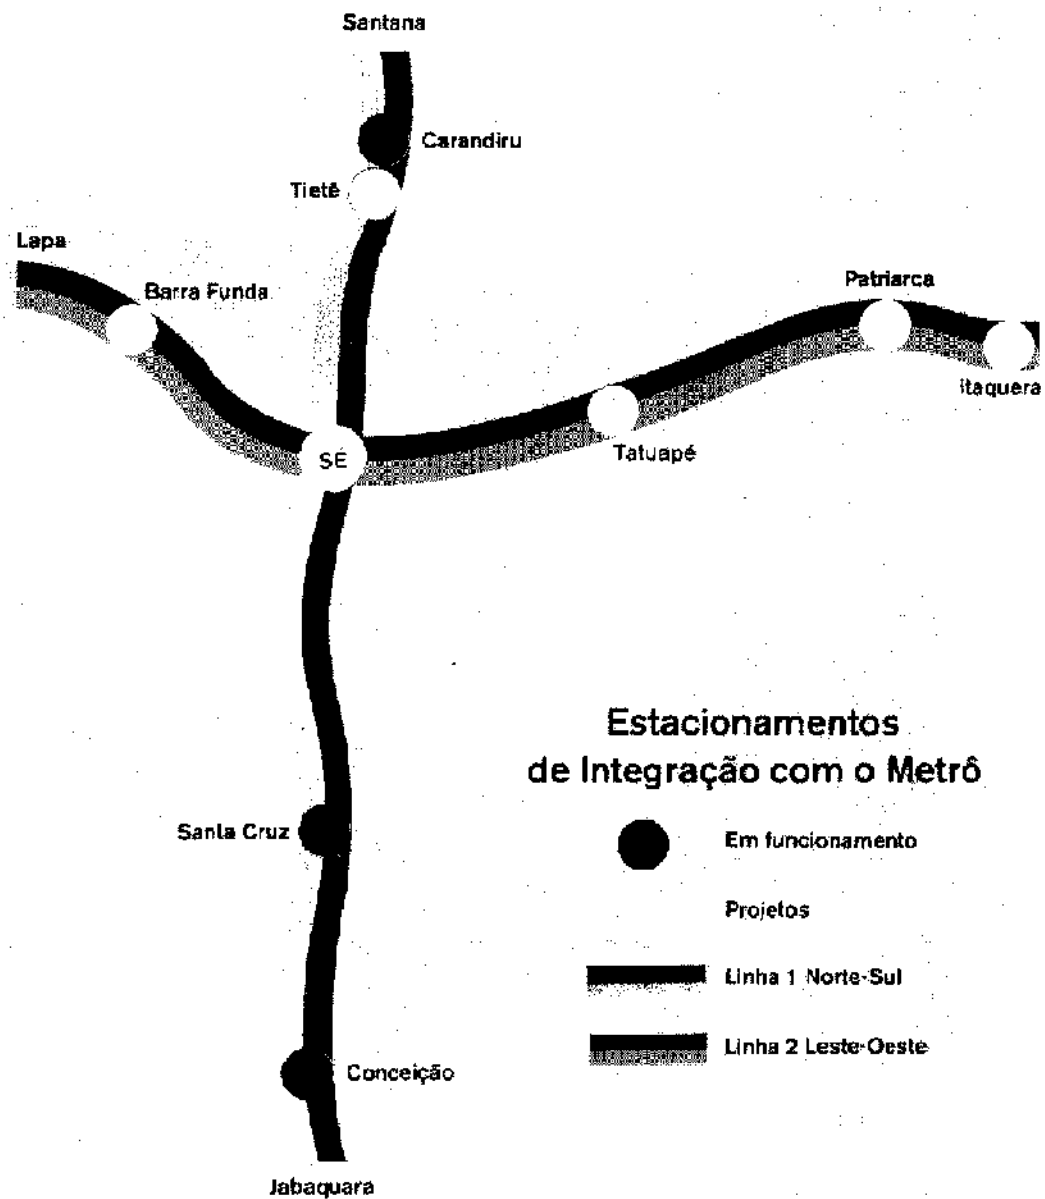 Santana
Carandiru
Tietê
Lapa
Barra Funda
Patriarca
Itaquera
SÉ
Tatuapé
Estacionamentos
de Integração com o Metrô
Em funcionamento
Projetos
Linha 1 Norte-Sul
Linha 2 Leste-Oeste
Santa Cruz
Conceição
Jabaquara